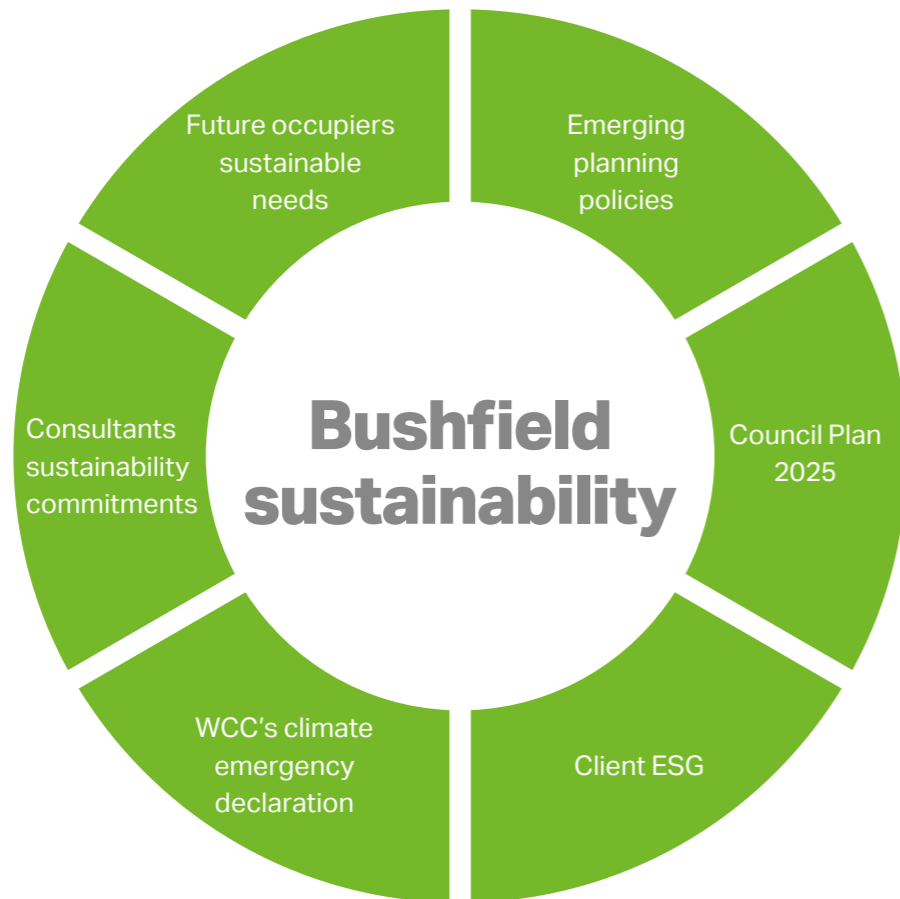 Future occupiers
sustainable
needs
Emerging
planning
policies
Consultants
sustainability
commitments
Bushfield
sustainability
Council Plan
2025
WCC's climate
emergency
declaration
Client ESG